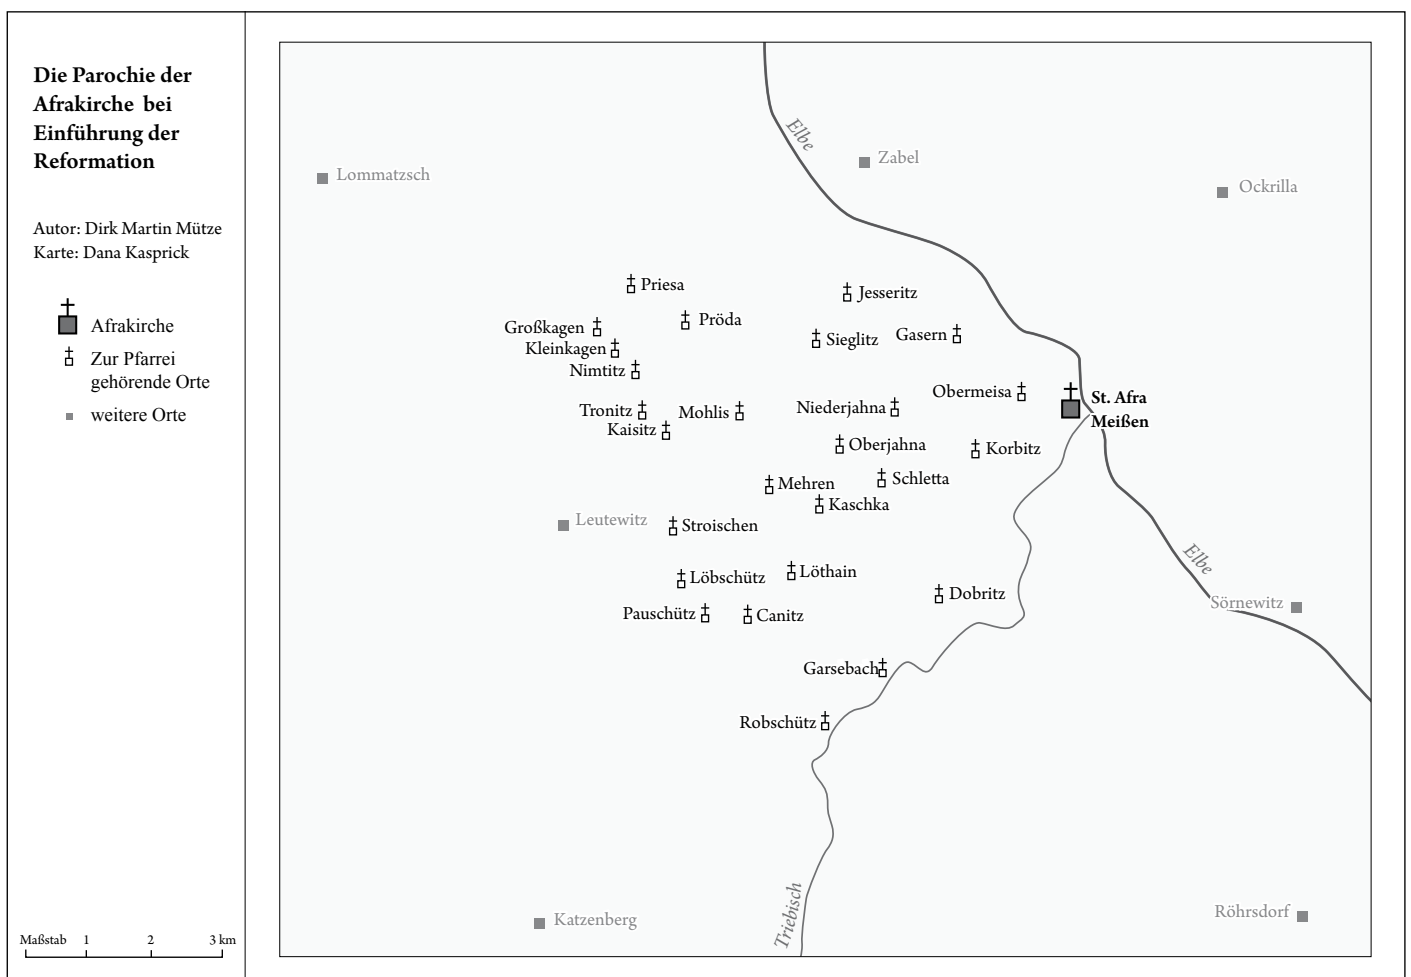 Die Parochie der
Afrakirche bei
Einführung der
Reformation
Autor: Dirk Martin Mütze
Karte: Dana Kasprick
Afrakirche
Zur Pfarrei
gehörende Orte
weitere Orte
Maßstab 1 2 3 km
Elbe
Zabel
Lommatzsch
Ockrilla
Priesa
Jesseritz
Pröda
Großkagen
Sieglitz
Gasern
Kleinkagen
Nimtitz
Obermeisa
St. Afra
Meißen
Tronitz
Mohlis
Niederjahna
Kaisitz
Oberjahna
Korbitz
Mehren
Schletta
Kaschka
Leutewitz
Stroischen
Elbe
Löbschütz
Löthain
Dobritz
Sörnewitz
Pauschütz
Canitz
Garsebach
Robschütz
Triebisch
Katzenberg
Röhrsdorf